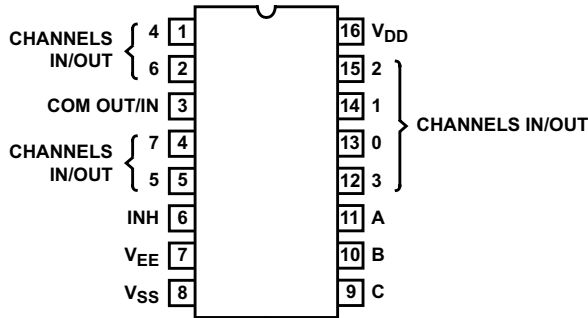 CHANNELS
IN/OUT
4 1
6 2
COM OUT/IN 3
CHANNELS
IN/OUT
7 4
5 5
INH 6
VEE 7
VSS 8
16 VDD
15 2
14 1
13 0
12 3
CHANNELS IN/OUT
11 A
10 B
9 C